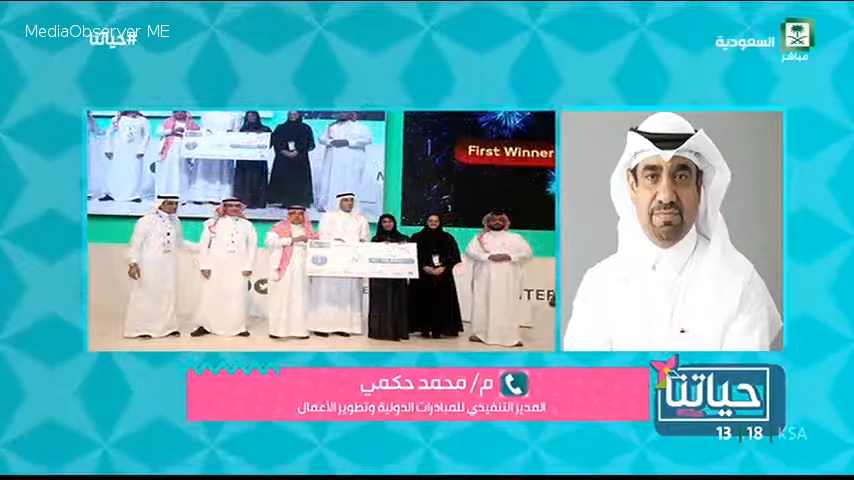 MediaObserver ME
#حياتنا
السعودية
مباشر
First Winner
م/ محمد حكمي
المدير التنفيذي للمبادرات الدولية وتطوير الأعمال
حياتنا
13 18 KSA